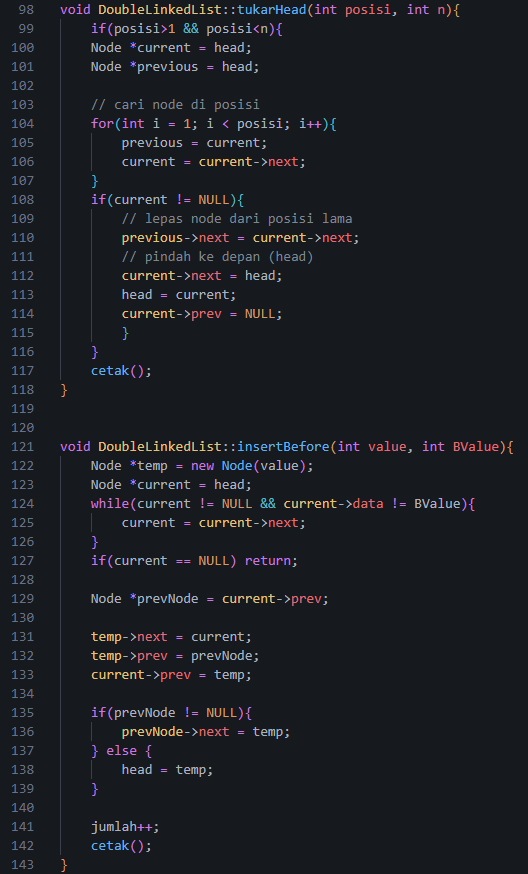 98 void DoubleLinkedList::tukarHead(int posisi, int n){
99     if(posisi>1 && posisi<n){
100     Node *current = head;
101     Node *previous = head;
102
103     // cari node di posisi
104     for(int i = 1; i < posisi; i++){
105         previous = current;
106         current = current->next;
107     }
108     if(current != NULL){
109         // lepas node dari posisi lama
110         previous->next = current->next;
111         // pindah ke depan (head)
112         current->next = head;
113         head = current;
114         current->prev = NULL;
115         }
116     }
117     cetak();
118 }
119
120
121 void DoubleLinkedList::insertBefore(int value, int BValue){
122     Node *temp = new Node(value);
123     Node *current = head;
124     while(current != NULL && current->data != BValue){
125         current = current->next;
126     }
127     if(current == NULL) return;
128
129     Node *prevNode = current->prev;
130
131     temp->next = current;
132     temp->prev = prevNode;
133     current->prev = temp;
134
135     if(prevNode != NULL){
136         prevNode->next = temp;
137     } else {
138         head = temp;
139     }
140
141     jumlah++;
142     cetak();
143 }